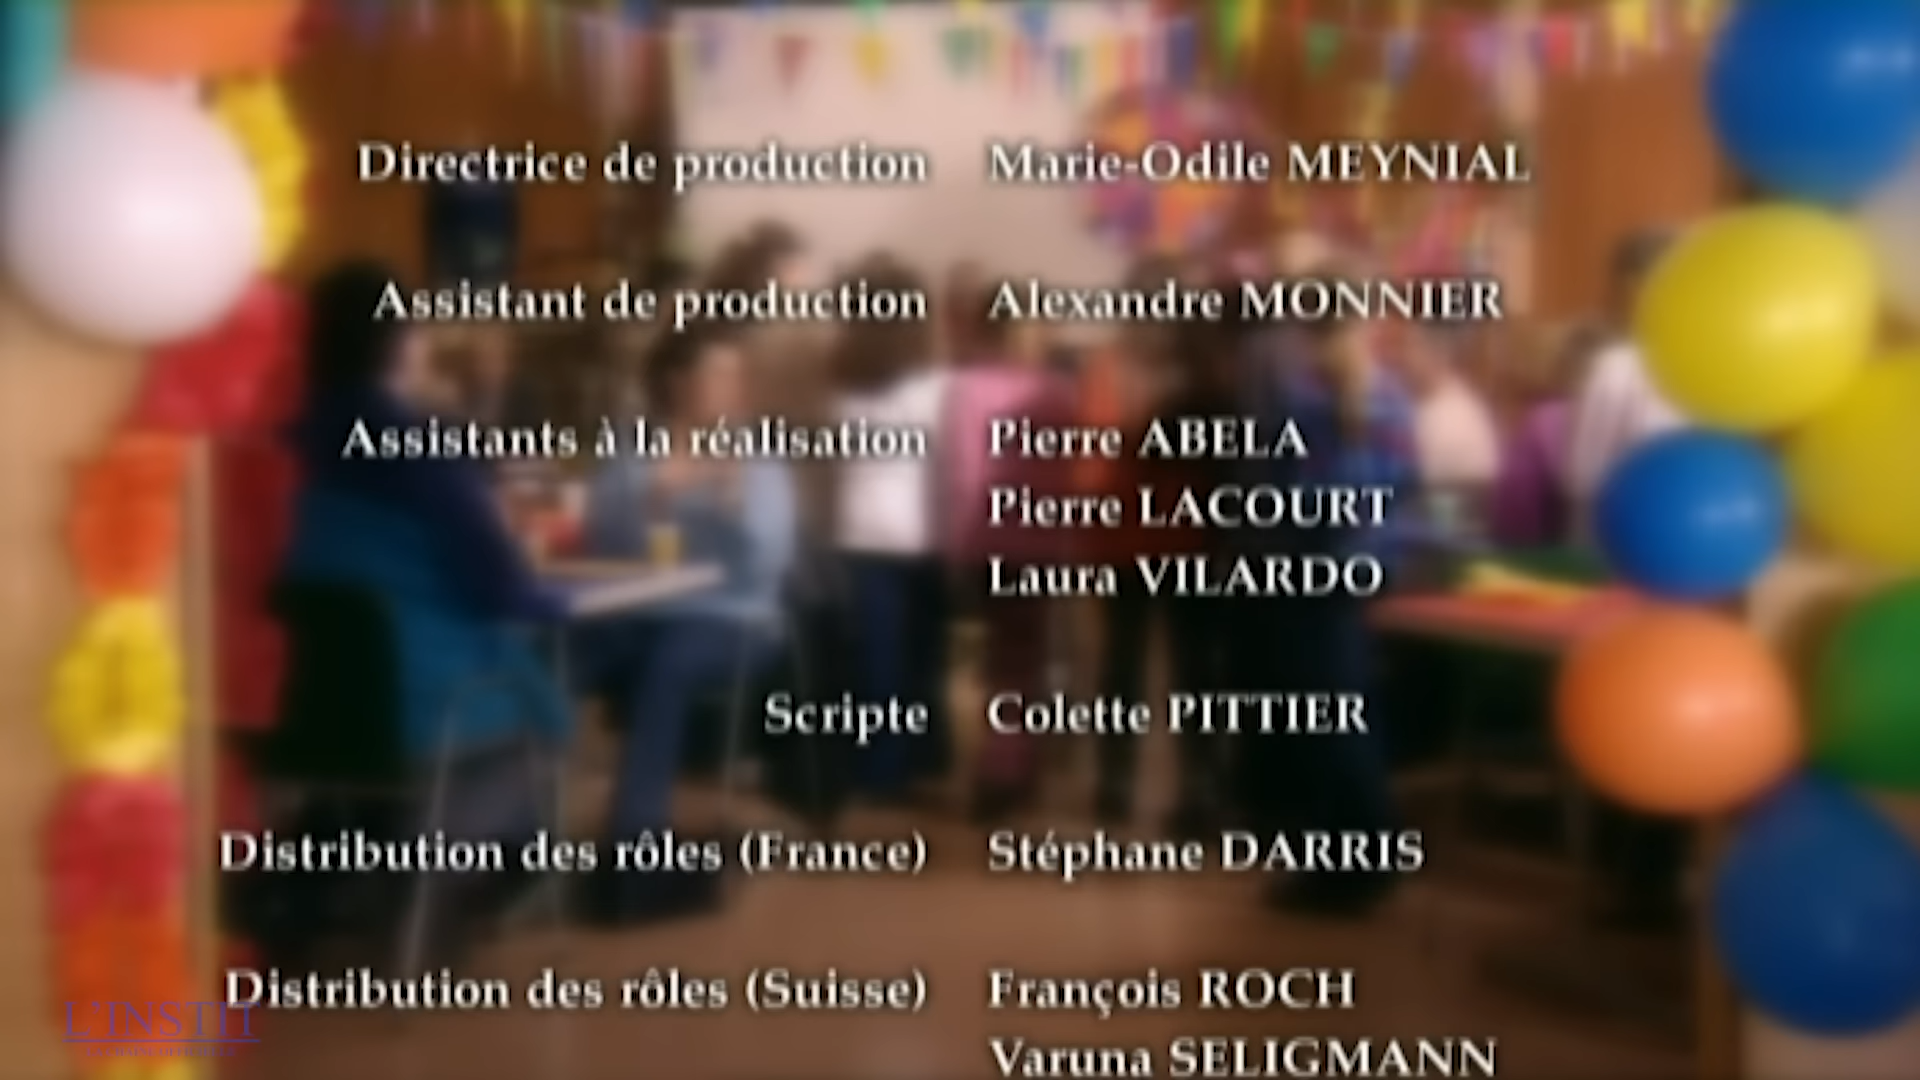 Directrice de production Marie-Odile MEYNIAL
Assistant de production Alexandre MONNIER
Assistants à la réalisation Pierre ABELA
Pierre LACOURT
Laura VILARDO
Scripte Colette PITTIER
Distribution des rôles (France) Stéphane DARRIS
Distribution des rôles (Suisse) François ROCH
Varuna SELIGMANN
L'INSTIT